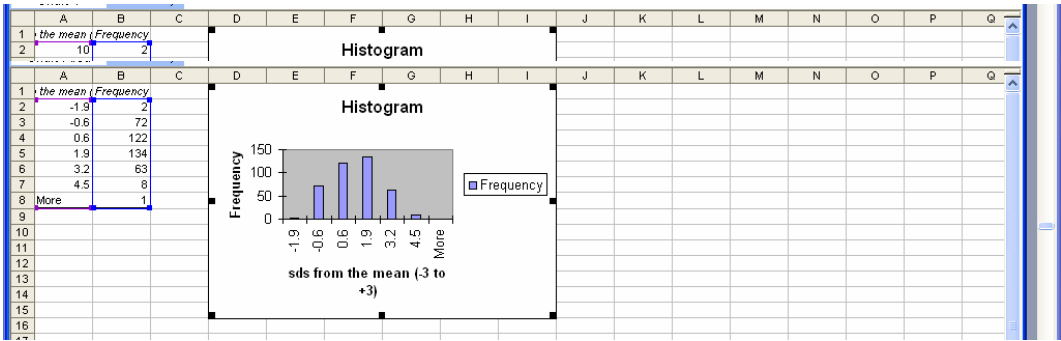 A B C D E F G H I J K L M N O P Q
1 the mean ( Frequency
2 10 2
Histogram
A B C D E F G H I J K L M N O P Q
1 the mean ( Frequency
2 -1.9 2
3 -0.6 72
4 0.6 122
5 1.9 134
6 3.2 63
7 4.5 8
8 More 1
9
10
11
12
13
14
15
16
17
Histogram
Frequency
150
100
50
0
-1.9 -0.6 0.6 1.9 3.2 4.5 More
sds from the mean (-3 to
+3)
Frequency